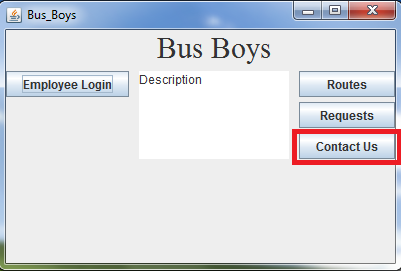 Bus_Boys
Bus Boys
Employee Login
Description
Routes
Requests
Contact Us